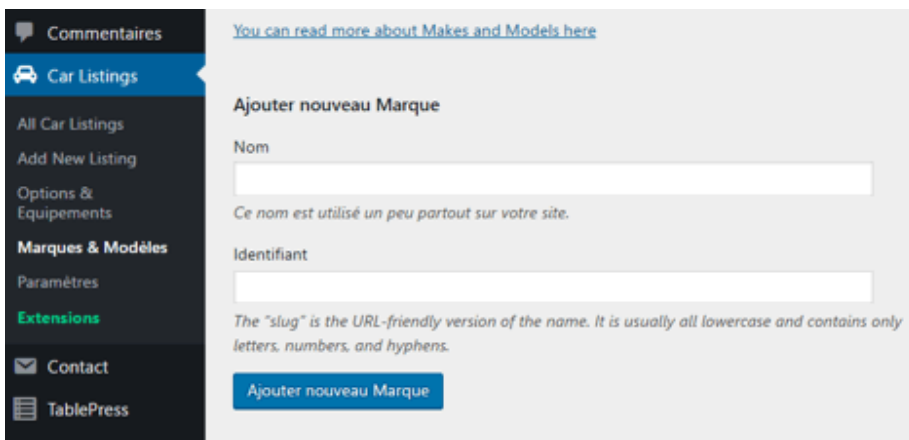 Commentaires
Car Listings
All Car Listings
Add New Listing
Options &
Equipements
Marques & Modèles
Paramètres
Extensions
Contact
TablePress
You can read more about Makes and Models here
Ajouter nouveau Marque
Nom
Ce nom est utilisé un peu partout sur votre site.
Identifiant
The "slug" is the URL-friendly version of the name. It is usually all lowercase and contains only
letters, numbers, and hyphens.
Ajouter nouveau Marque